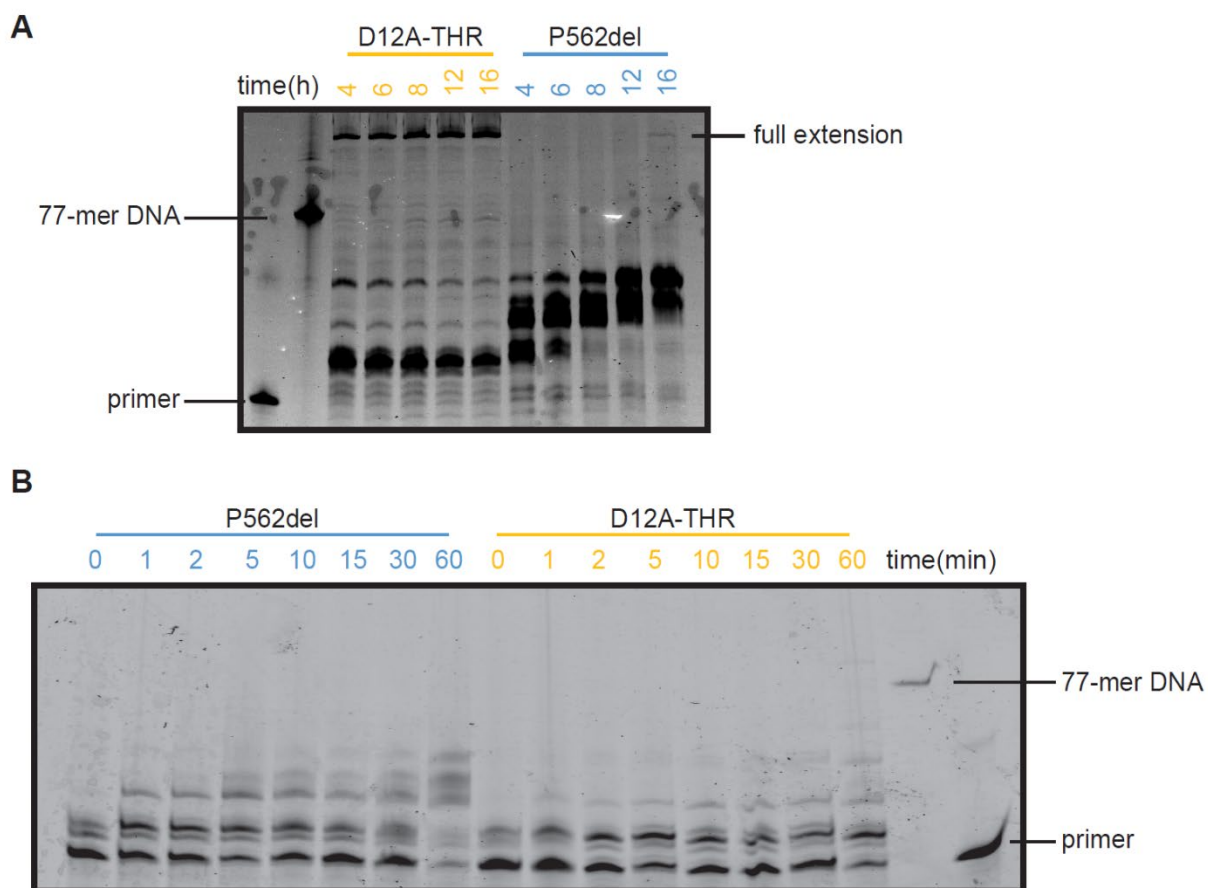 A
D12A-THR P562del
time(h) 4 6 8 12 16 4 6 8 12 16
full extension
77-mer DNA
primer
B
P562del D12A-THR
0 1 2 5 10 15 30 60 0 1 2 5 10 15 30 60 time(min)
77-mer DNA
primer